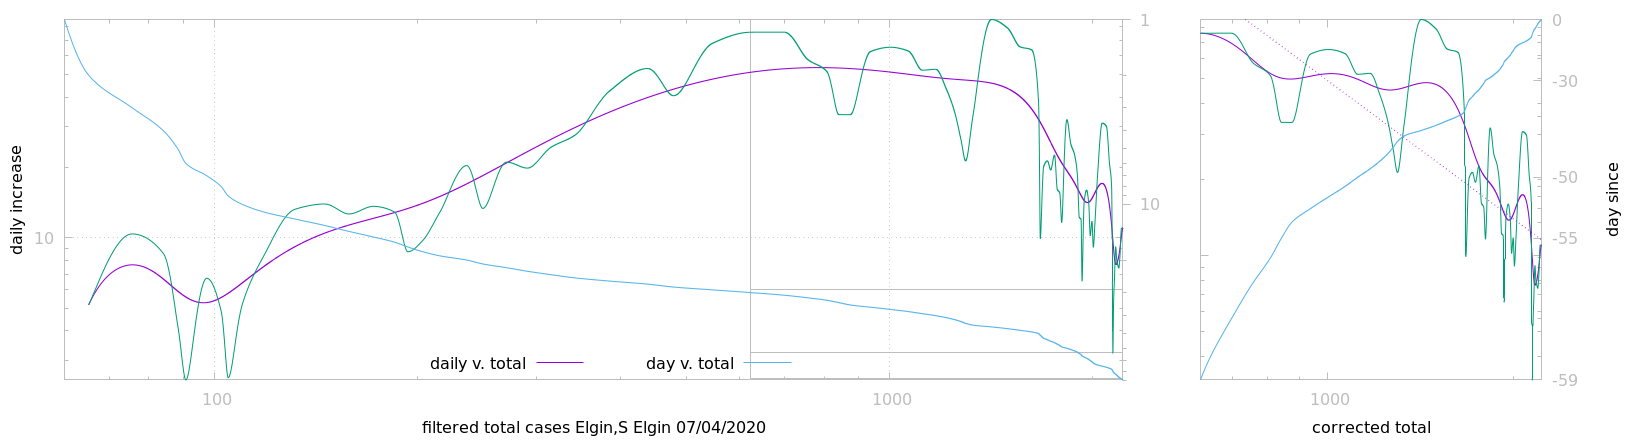 1
0
-30
10
-50
10
-55
daily increase
day since
daily v. total
day v. total
-59
100
1000
1000
filtered total cases Elgin,S Elgin 07/04/2020
corrected total